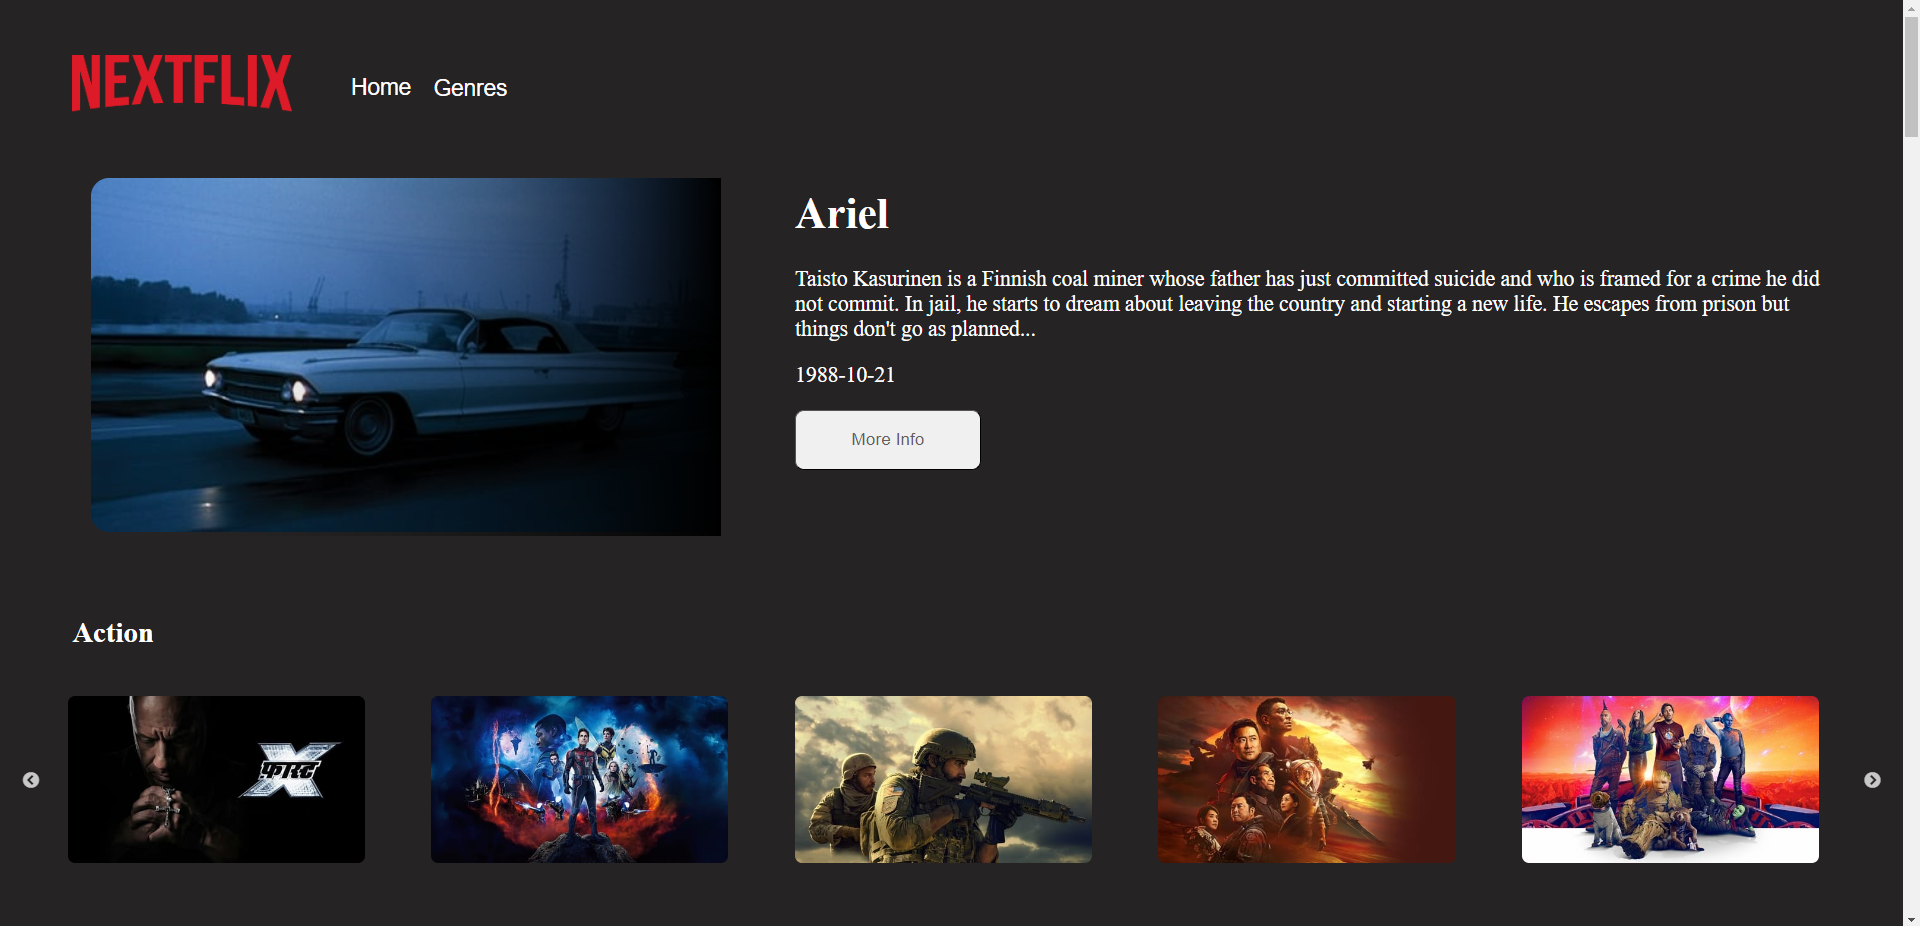 NEXTFLIX
Home
Genres
Ariel
Taisto Kasurinen is a Finnish coal miner whose father has just committed suicide and who is framed for a crime he did
not commit. In jail, he starts to dream about leaving the country and starting a new life. He escapes from prison but
things don't go as planned...
1988-10-21
More Info
Action